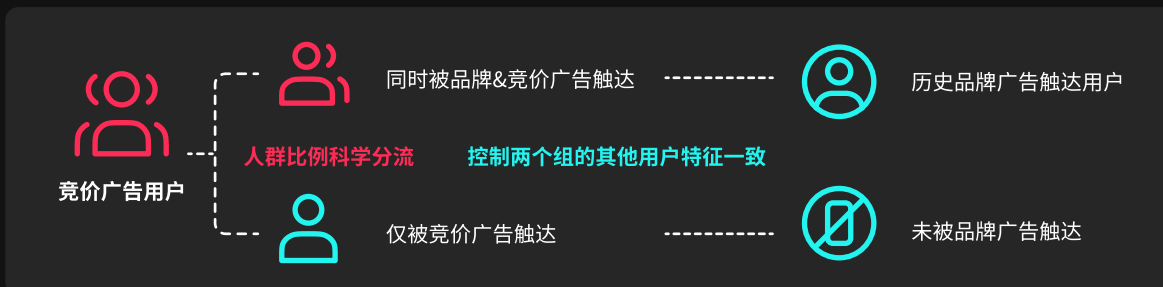 同时被品牌&竞价广告触达
历史品牌广告触达用户
人群比例科学分流
控制两个组的其他用户特征一致
竞价广告用户
仅被竞价广告触达
未被品牌广告触达